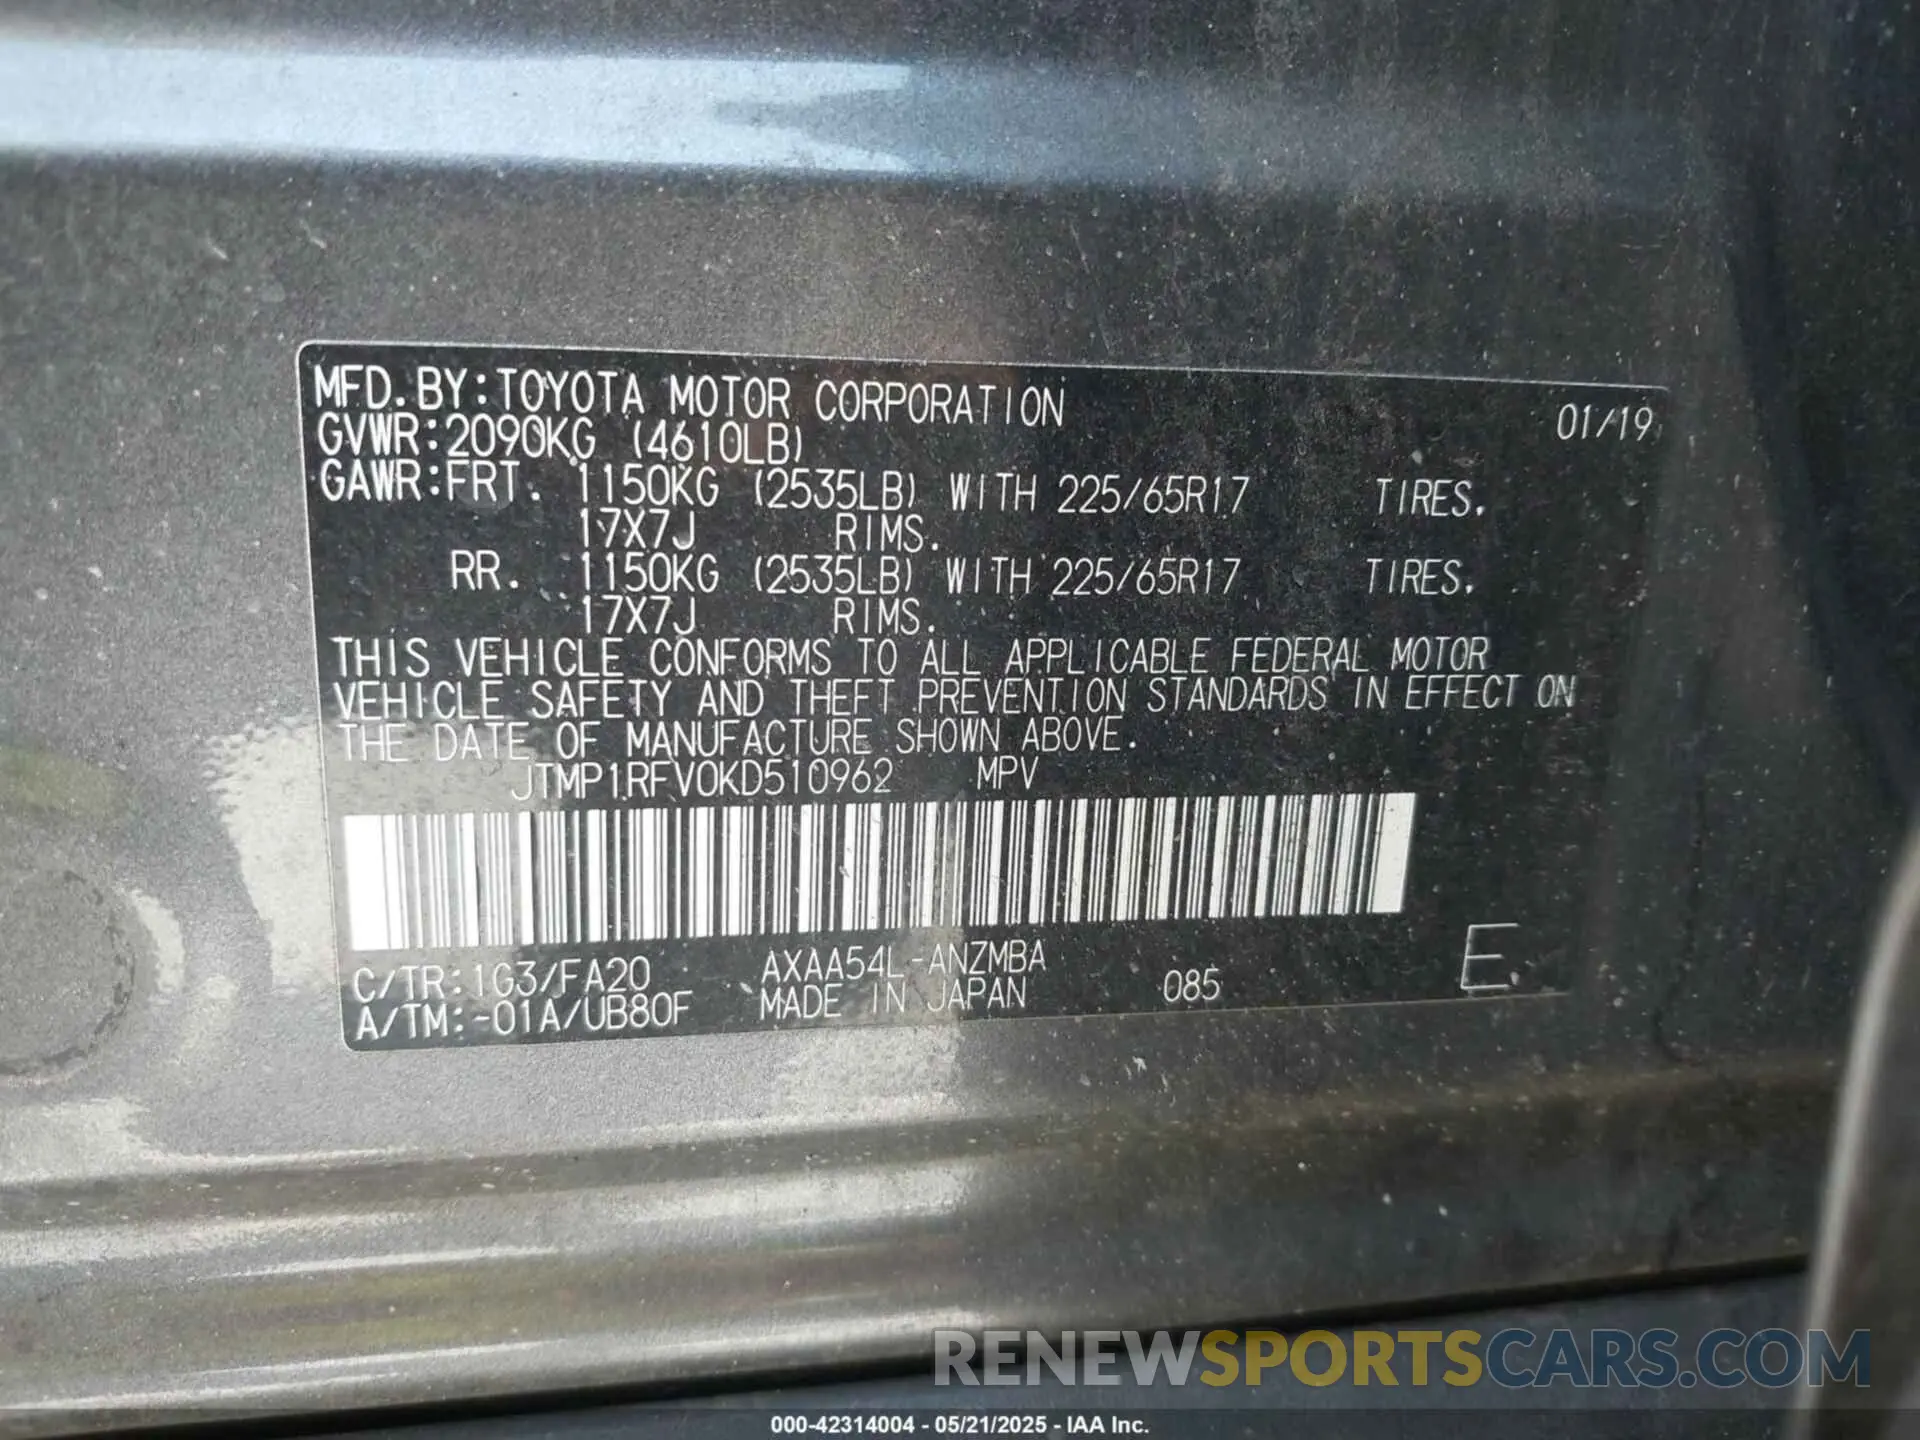 MFD. BY: TOYOTA MOTOR CORPORATION 01/19
GVWR: 2090KG (4610LB)
GAWR: FRT. 1150KG (2535LB) WITH 225/65R17 TIRES.
17X7J RIMS.
RR. 1150KG (2535LB) WITH 225/65R17 TIRES.
17X7J RIMS.
THIS VEHICLE CONFORMS TO ALL APPLICABLE FEDERAL MOTOR
VEHICLE SAFETY AND THEFT PREVENTION STANDARDS IN EFFECT ON
THE DATE OF MANUFACTURE SHOWN ABOVE.
JTMP1RFV0KD510962 MPV
C/TR: 1G3/FA20 AXAA54L-ANZMBA
A/TM: -01A/UB80F MADE IN JAPAN 085 E.
RENEWSPORTSCARS.COM
000-42314004 - 05/21/2025 - IAA Inc.